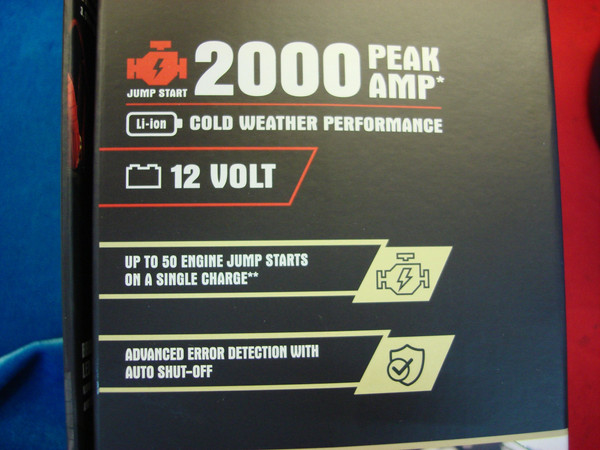 JUMP START
2000 PEAK
AMP*
Li-ion COLD WEATHER PERFORMANCE
12 VOLT
UP TO 50 ENGINE JUMP STARTS
ON A SINGLE CHARGE**
ADVANCED ERROR DETECTION WITH
AUTO SHUT-OFF